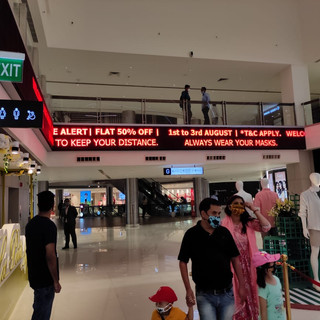 EXIT
E ALERT| FLAT 50% OFF | 1st to 3rd AUGUST | *T&C APPLY. WELC
TO KEEP YOUR DISTANCE. ALWAYS WEAR YOUR MASKS.